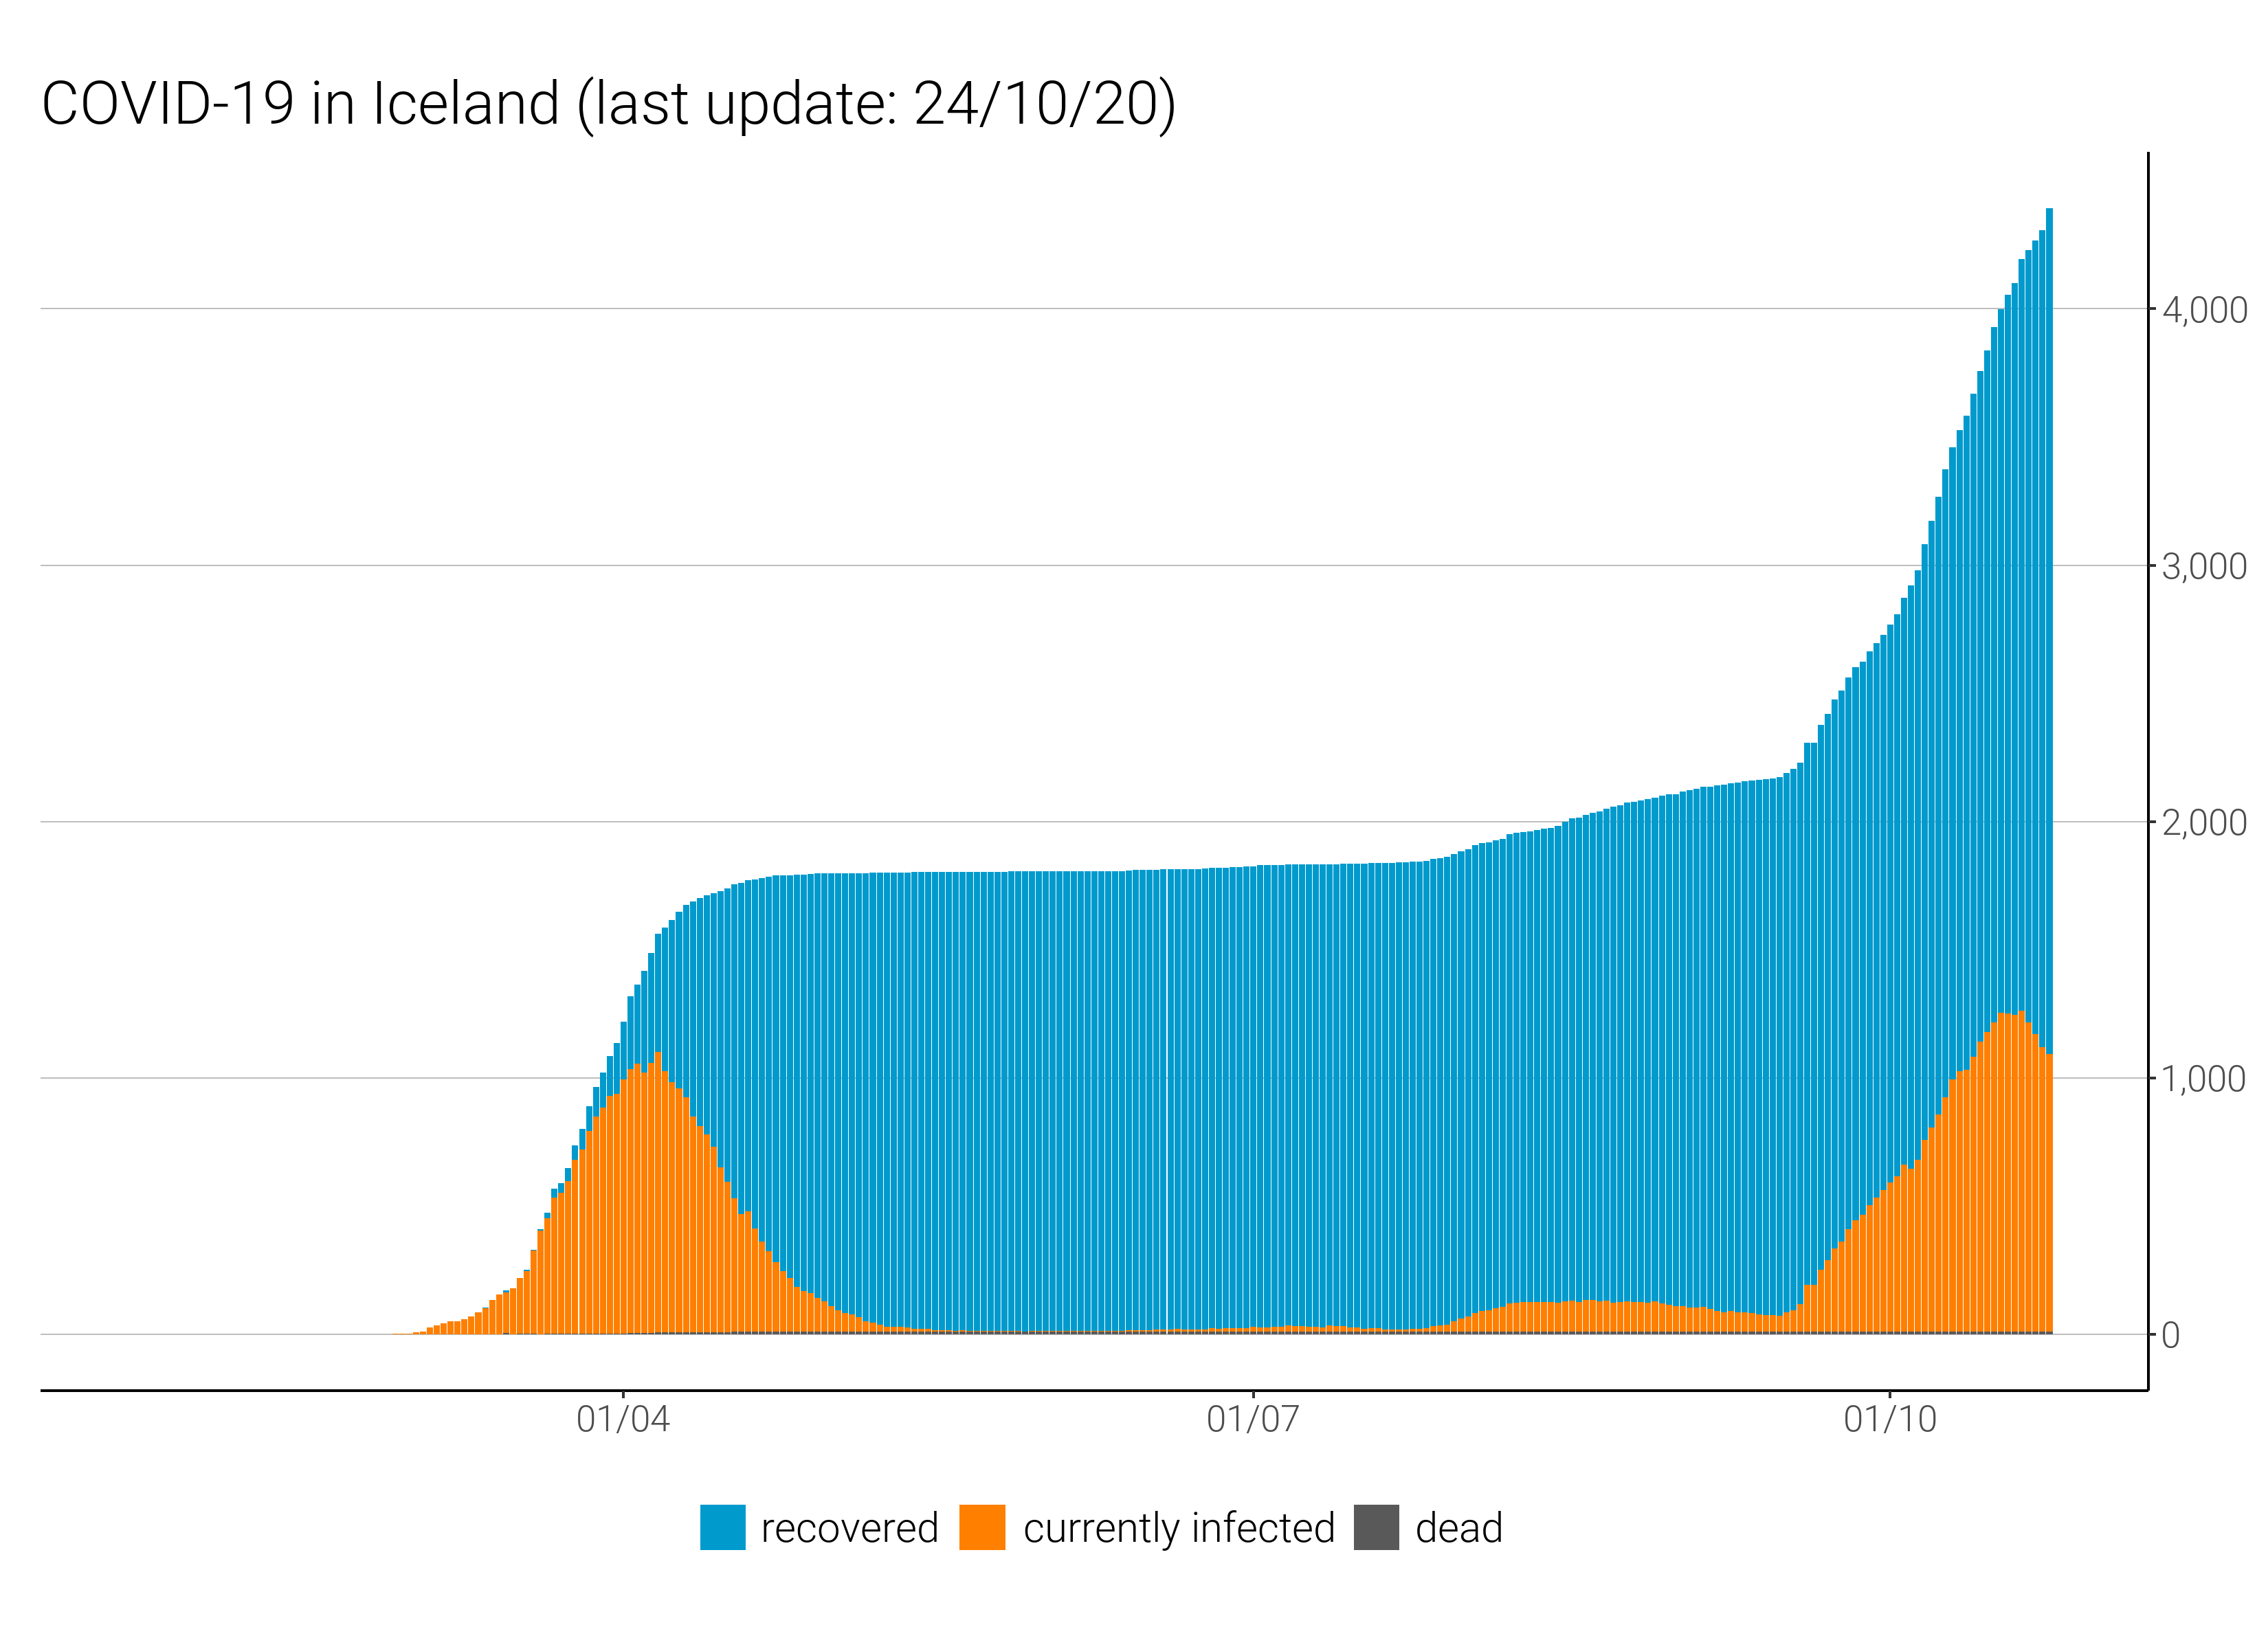 COVID-19 in Iceland (last update: 24/10/20)
4,000
3,000
2,000
1,000
0
01/04 01/07 01/10
recovered currently infected dead